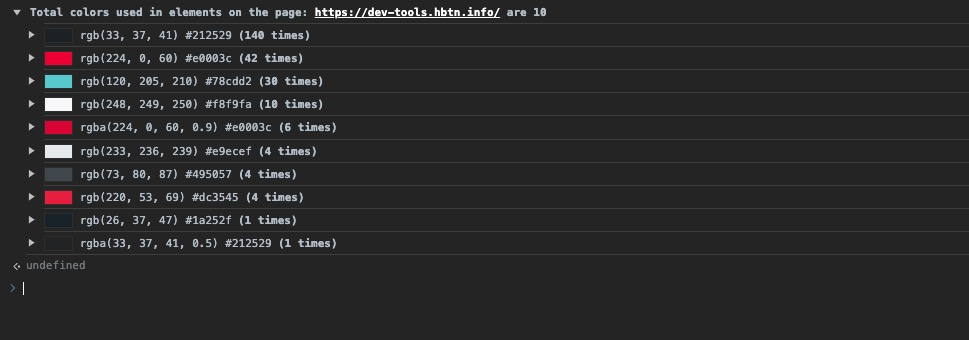 Total colors used in elements on the page: https://dev-tools.hbtn.info/ are 10
rgb(33, 37, 41) #212529 (140 times)
rgb(224, 0, 60) #e0003c (42 times)
rgb(120, 205, 210) #78cdd2 (30 times)
rgb(248, 249, 250) #f8f9fa (10 times)
rgba(224, 0, 60, 0.9) #e0003c (6 times)
rgb(233, 236, 239) #e9ecef (4 times)
rgb(73, 80, 87) #495057 (4 times)
rgb(220, 53, 69) #dc3545 (4 times)
rgb(26, 37, 47) #1a252f (1 times)
rgba(33, 37, 41, 0.5) #212529 (1 times)
undefined